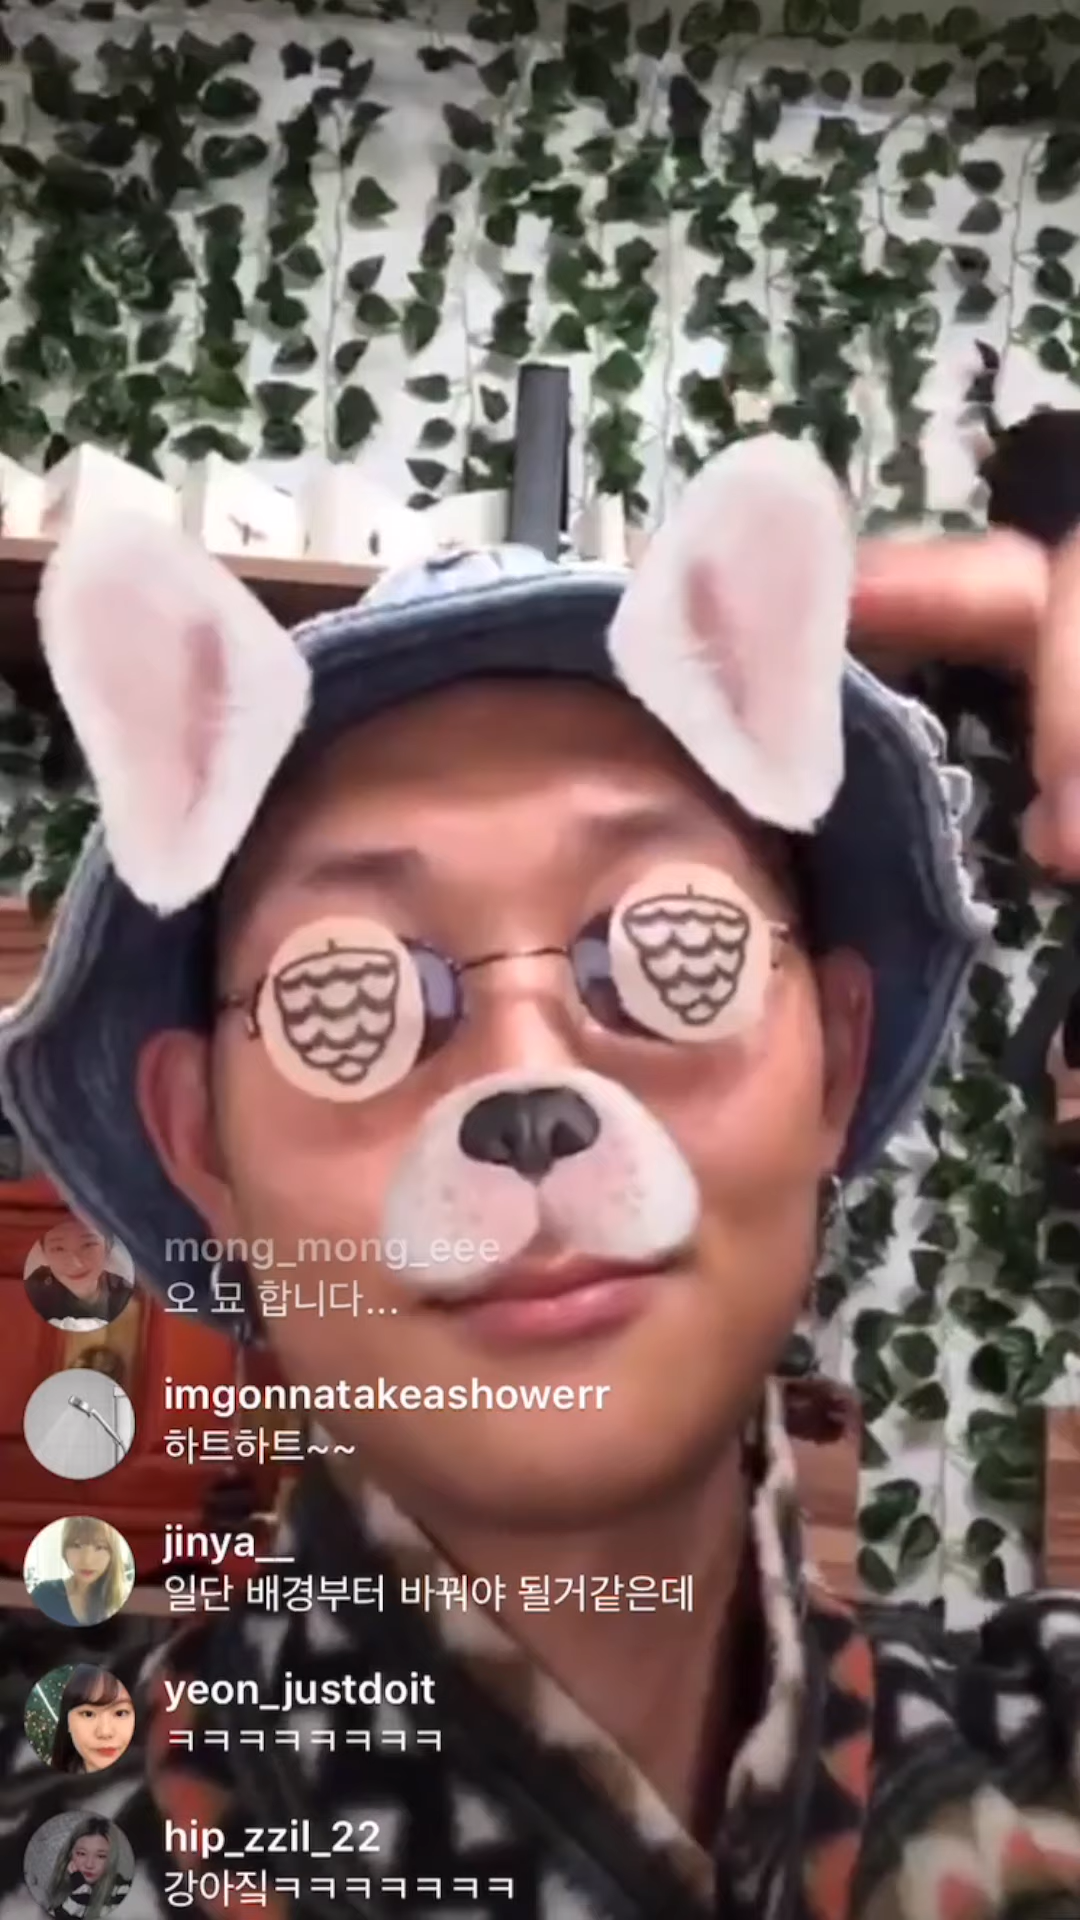 mong_mong_eee
오 묘 합니다...
imgonnatakeashowerr
하트하트~~
jinya__
일단 배경부터 바꿔야 될거같은데
yeon_justdoit
ㅋㅋㅋㅋㅋㅋㅋㅋ
hip_zzil_22
강아짘ㅋㅋㅋㅋㅋㅋㅋ